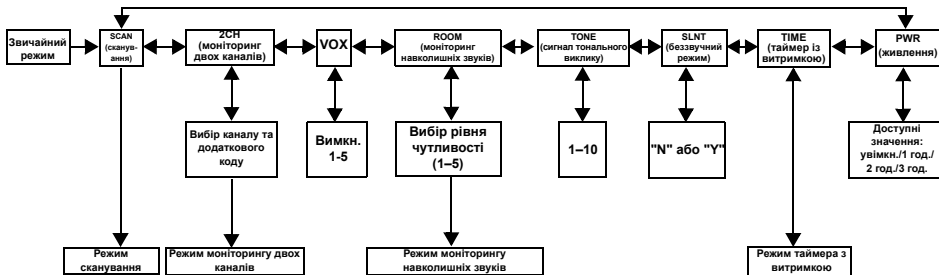 Звичайний
режим
SCAN
(сканув-
ання)
2CH
(моніторинг
двох каналів)
VOX
ROOM
(моніторинг
навколишніх звуків)
TONE
(сигнал тонального
виклику)
SLNT
(беззвучний
режим)
TIME
(таймер із
витримкою)
PWR
(живлення)
Вибір каналу та
додаткового
коду
Вимкн.
1-5
Вибір рівня
чутливості
(1–5)
1–10
"N" або "Y"
Доступні
значення:
увімкн./1 год./
2 год./3 год.
Режим
сканування
Режим моніторингу двох
каналів
Режим моніторингу
навколишніх звуків
Режим таймера з
витримкою